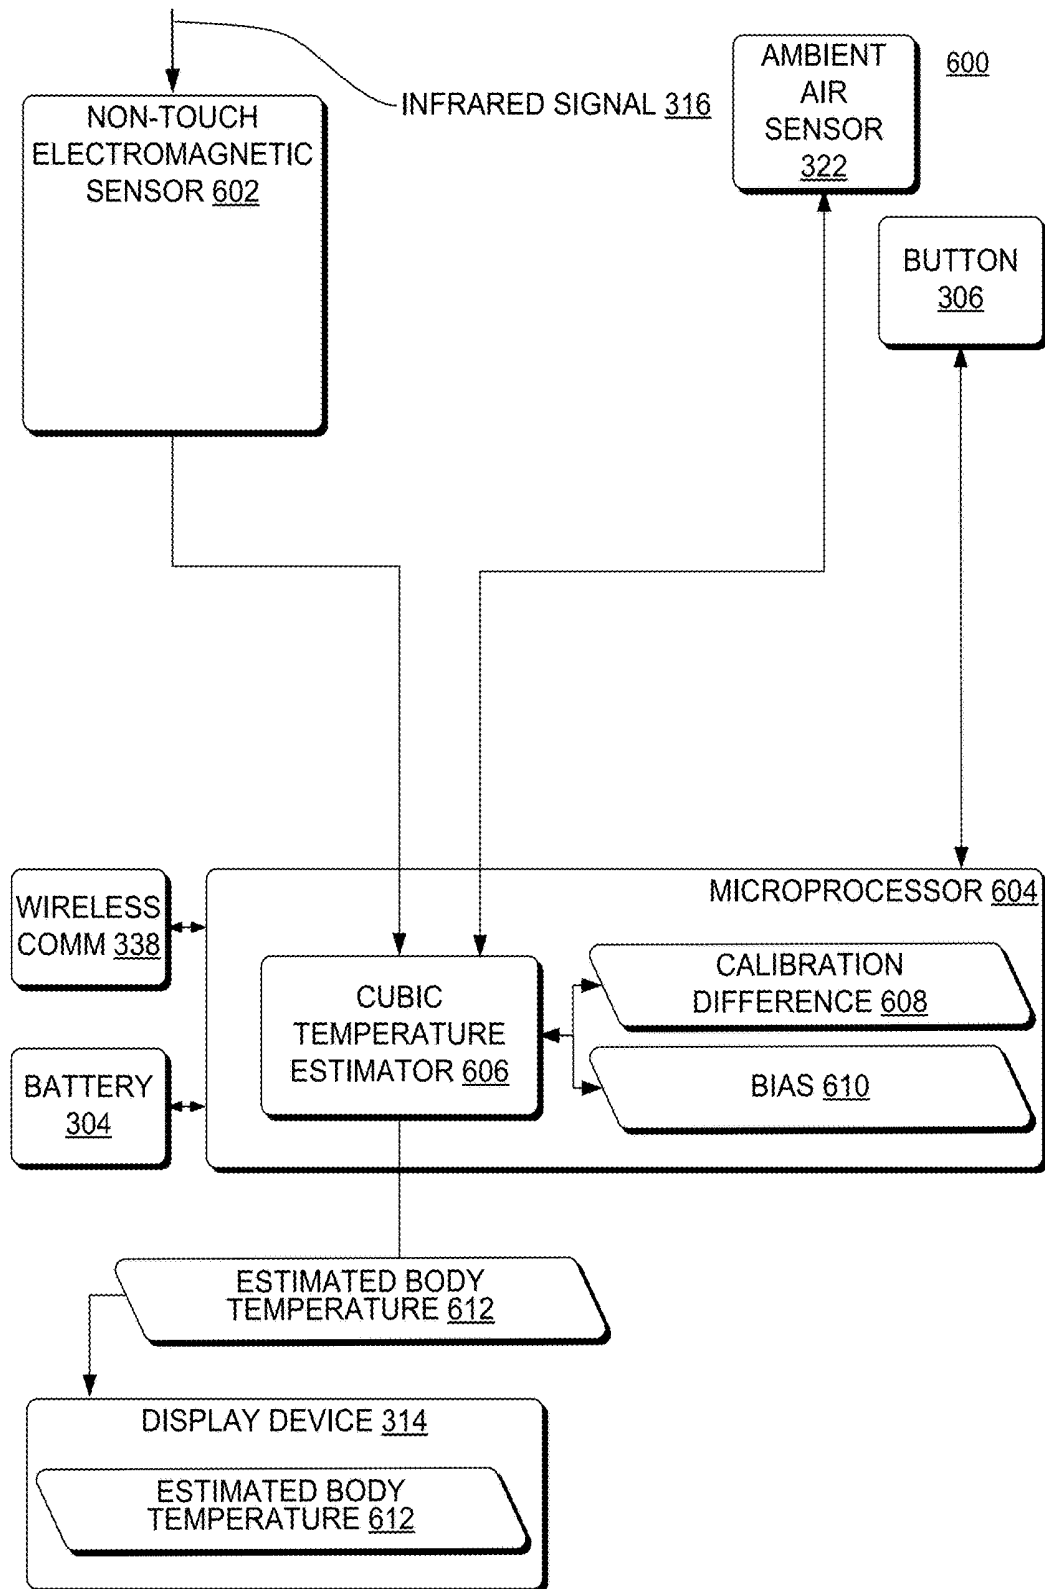 NON-TOUCH
ELECTROMAGNETIC
SENSOR 602
INFRARED SIGNAL 316
AMBIENT
AIR
SENSOR
322
600
BUTTON
306
WIRELESS
COMM 338
BATTERY
304
MICROPROCESSOR 604
CUBIC
TEMPERATURE
ESTIMATOR 606
CALIBRATION
DIFFERENCE 608
BIAS 610
ESTIMATED BODY
TEMPERATURE 612
DISPLAY DEVICE 314
ESTIMATED BODY
TEMPERATURE 612